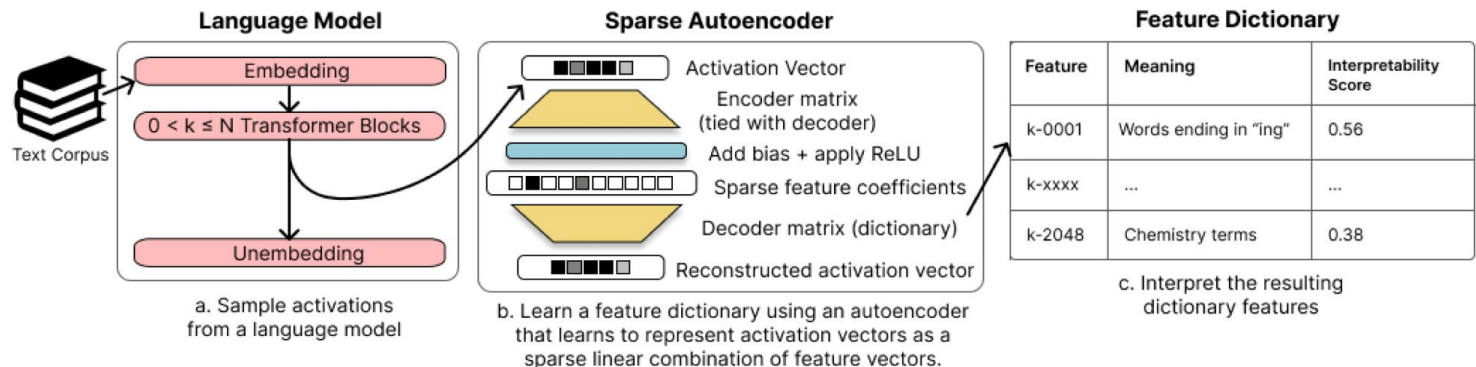 Language Model
Text Corpus
Embedding
0 < k ≤ N Transformer Blocks
Unembedding
a. Sample activations
from a language model
Sparse Autoencoder
Activation Vector
Encoder matrix
(tied with decoder)
Add bias + apply ReLU
Sparse feature coefficients
Decoder matrix (dictionary)
Reconstructed activation vector
b. Learn a feature dictionary using an autoencoder
that learns to represent activation vectors as a
sparse linear combination of feature vectors.
Feature Dictionary
Feature Meaning Interpretability
Score
k-0001 Words ending in “ing” 0.56
k-xxxx ... ...
k-2048 Chemistry terms 0.38
c. Interpret the resulting
dictionary features